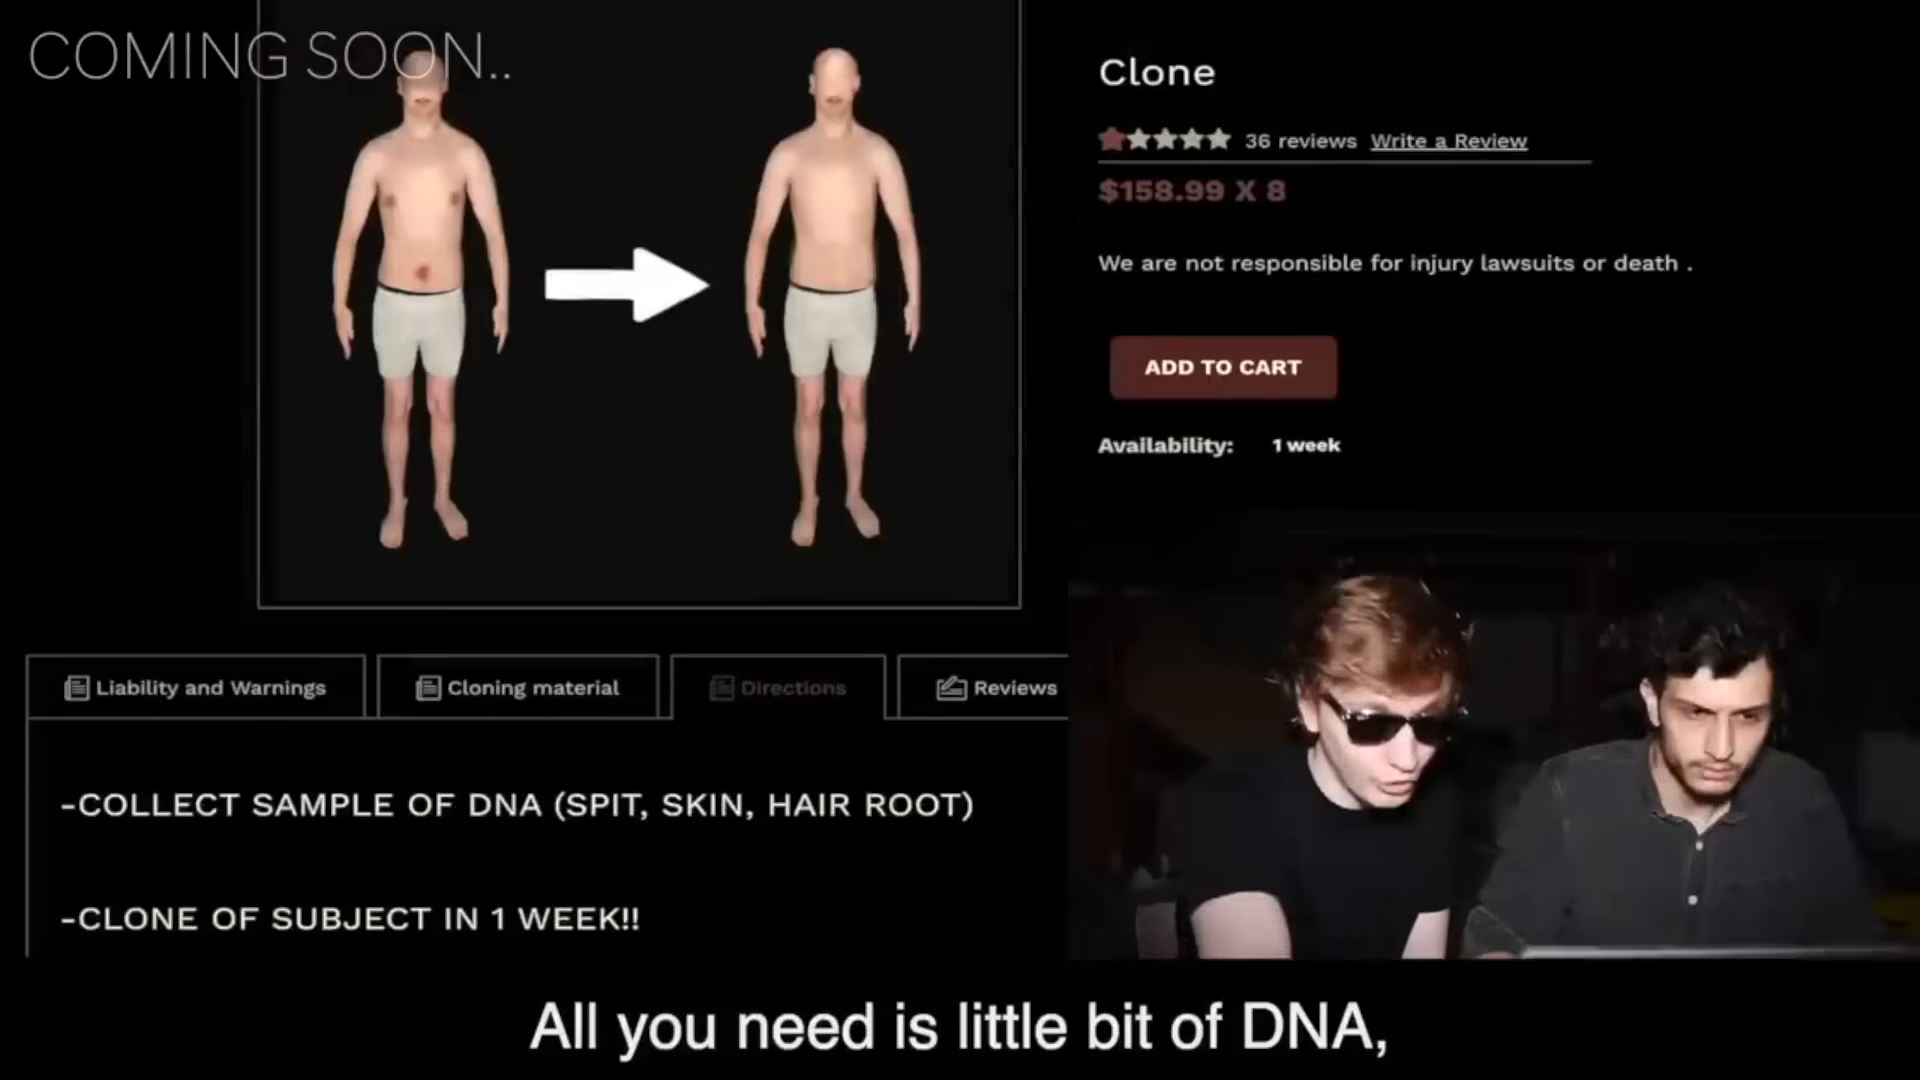 COMING SOON..
Clone
36 reviews Write a Review
$158.99 X 8
We are not responsible for injury lawsuits or death .
ADD TO CART
Availability: 1 week
Liability and Warnings
Cloning material
Directions
Reviews
-COLLECT SAMPLE OF DNA (SPIT, SKIN, HAIR ROOT)
-CLONE OF SUBJECT IN 1 WEEK!!
All you need is little bit of DNA,